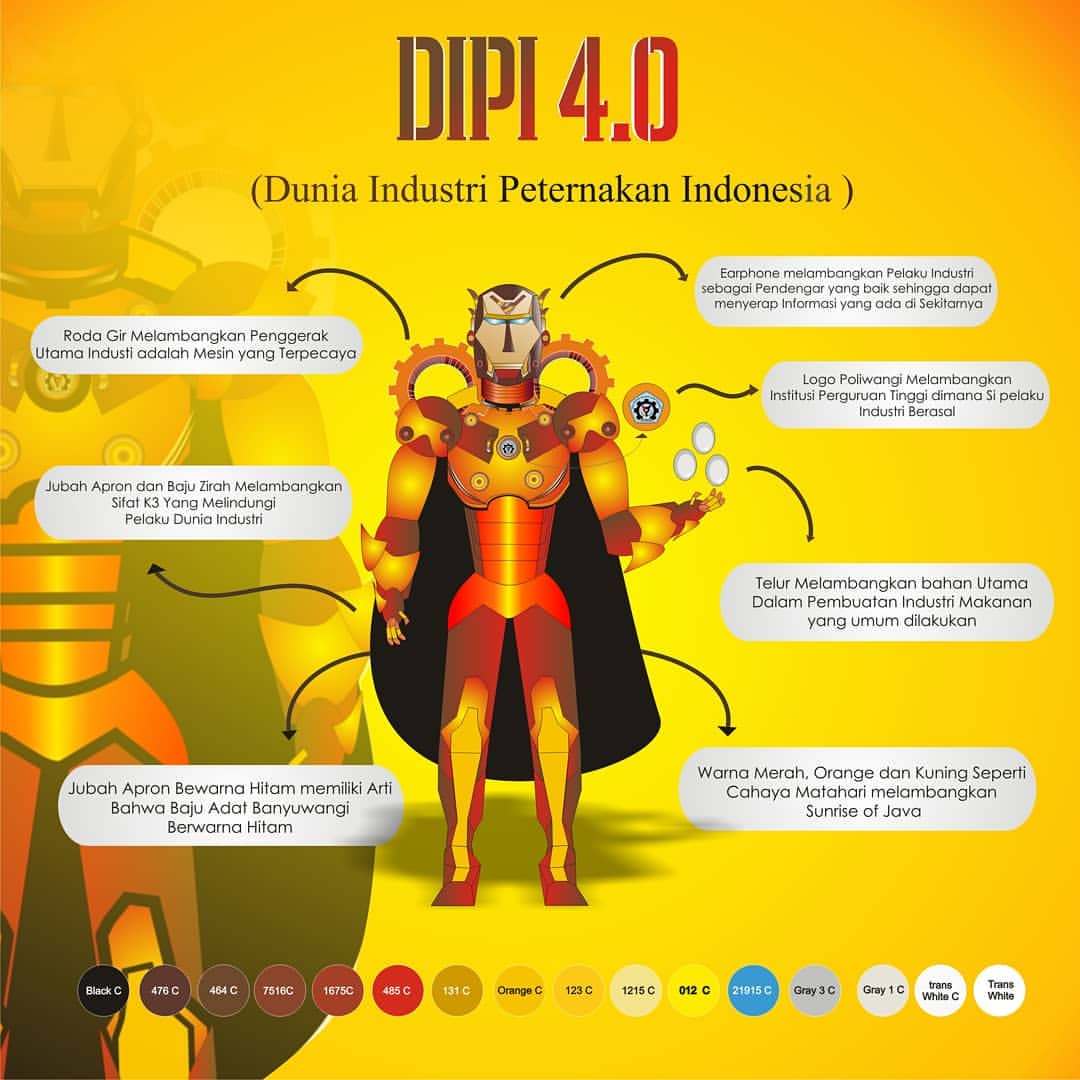 DIPI 4.0
(Dunia Industri Peternakan Indonesia )
Earphone melambangkan Pelaku Industri
sebagai Pendengar yang baik sehingga dapat
menyerap Informasi yang ada di Sekitarnya
Roda Gir Melambangkan Penggerak
Utama Industi adalah Mesin yang Terpecaya
Logo Poliwangi Melambangkan
Institusi Perguruan Tinggi dimana Si pelaku
Industri Berasal
Jubah Apron dan Baju Zirah Melambangkan
Sifat K3 Yang Melindungi
Pelaku Dunia Industri
Telur Melambangkan bahan Utama
Dalam Pembuatan Industri Makanan
yang umum dilakukan
Jubah Apron Bewarna Hitam memiliki Arti
Bahwa Baju Adat Banyuwangi
Berwarna Hitam
Warna Merah, Orange dan Kuning Seperti
Cahaya Matahari melambangkan
Sunrise of Java
Black C
476 C
464 C
7516C
1675C
485 C
131 C
Orange C
123 C
1215 C
012 C
21915 C
Gray 3 C
Gray 1 C
trans
White C
Trans
White